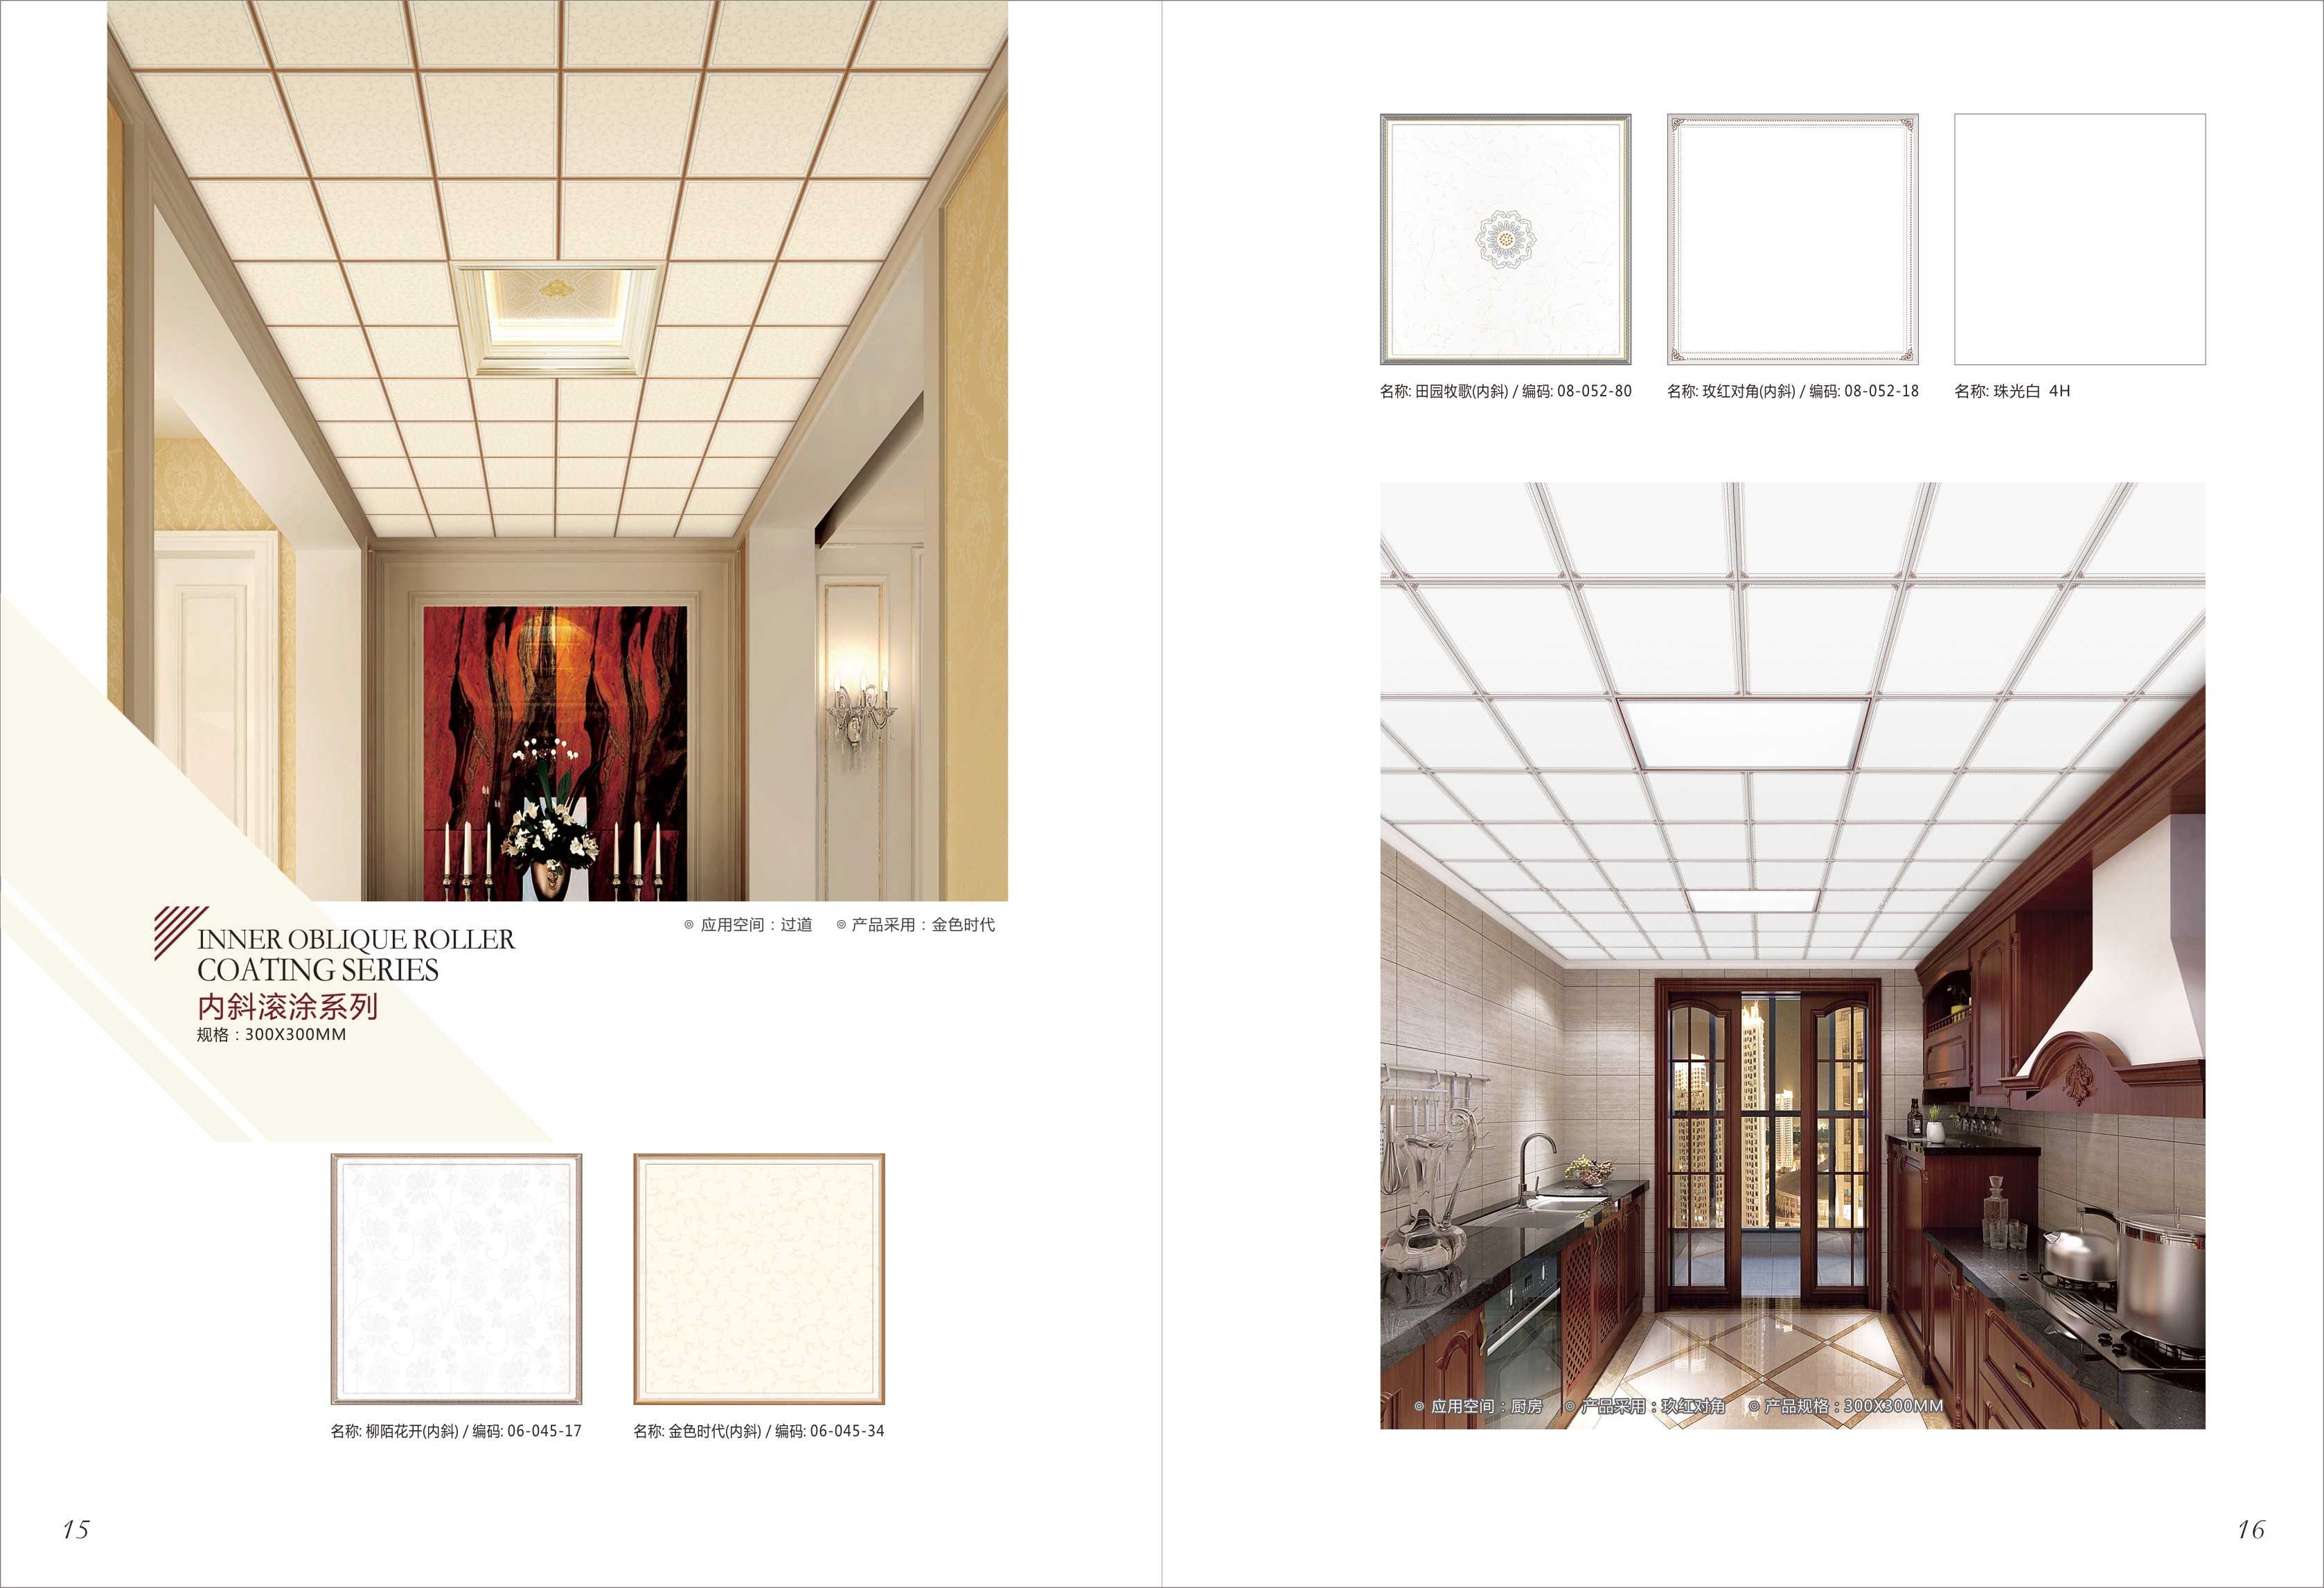 ◎ 应用空间：过道 ◎ 产品采用：金色时代
INNER OBLIQUE ROLLER
COATING SERIES
内斜滚涂系列
规格：300X300MM
名称: 柳陌花开(内斜) / 编码: 06-045-17
名称: 金色时代(内斜) / 编码: 06-045-34
15
名称: 田园牧歌(内斜) / 编码: 08-052-80
名称: 玫红对角(内斜) / 编码: 08-052-18
名称: 珠光白 4H
◎ 应用空间：厨房 ◎ 产品采用：玫红对角 ◎ 产品规格：300X300MM
16